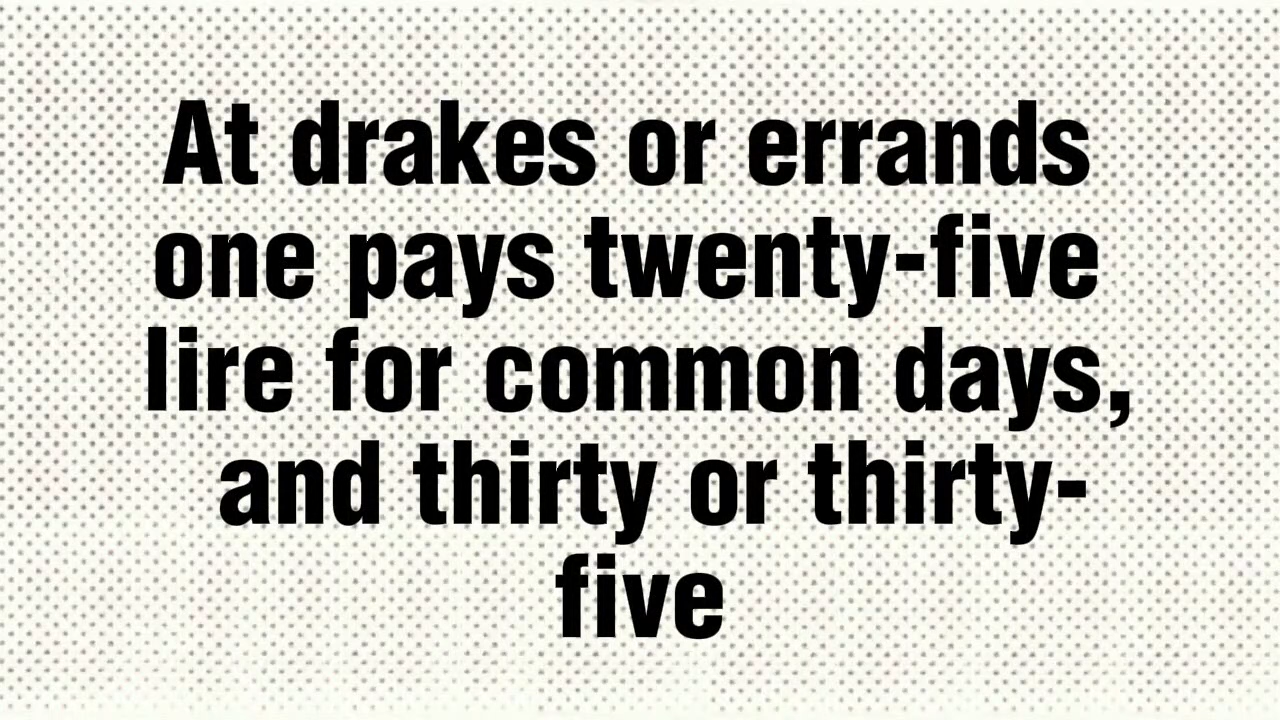 At drakes or errands
one pays twenty-five
lire for common days,
and thirty or thirty-
five